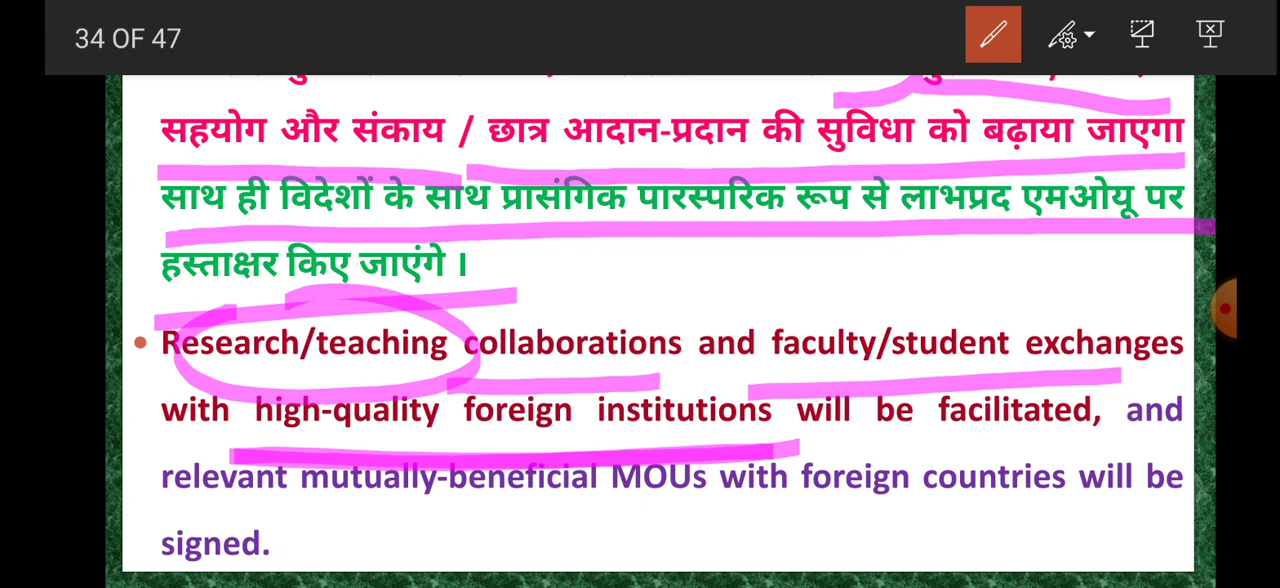 34 OF 47
सहयोग और संकाय / छात्र आदान-प्रदान की सुविधा को बढ़ाया जाएगा
साथ ही विदेशों के साथ प्रासंगिक पारस्परिक रूप से लाभप्रद एमओयू पर
हस्ताक्षर किए जाएंगे ।
• Research/teaching collaborations and faculty/student exchanges
with high-quality foreign institutions will be facilitated, and
relevant mutually-beneficial MOUs with foreign countries will be
signed.